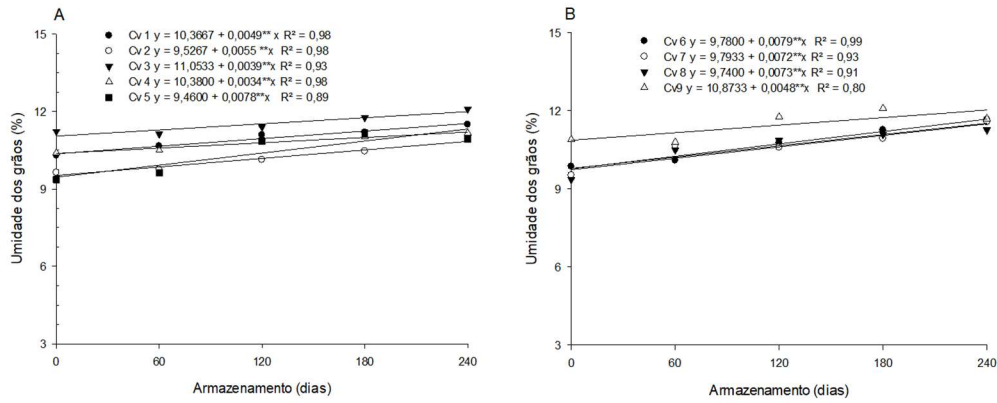 A
Cv 1 y = 10,3667 + 0,0049** x R² = 0,98
Cv 2 y = 9,5267 + 0,0055 ** x R² = 0,98
Cv 3 y = 11,0533 + 0,0039**x R² = 0,93
Cv 4 y = 10,3800 + 0,0034**x R² = 0,98
Cv 5 y = 9,4600 + 0,0078**x R² = 0,89
Umidade dos grãos (%)
15
12
9
6
3
0
60
120
180
240
Armazenamento (dias)
B
Cv 6 y = 9,7800 + 0,0079**x R² = 0,99
Cv 7 y = 9,7933 + 0,0072**x R² = 0,93
Cv 8 y = 9,7400 + 0,0073**x R² = 0,91
Cv9 y = 10,8733 + 0,0048**x R² = 0,80
Umidade dos grãos (%)
15
12
9
6
3
0
60
120
180
240
Armazenamento (dias)